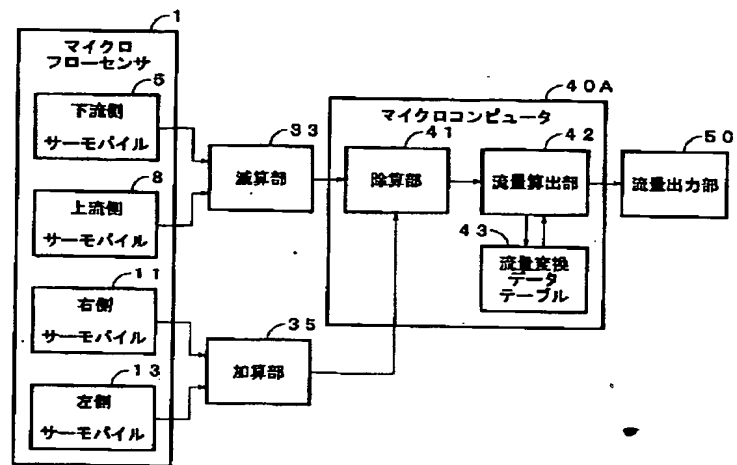 1
マイクロ
フローセンサ
5
下流側
サーモパイル
8
上流側
サーモパイル
11
右側
サーモパイル
13
左側
サーモパイル
33
減算部
35
加算部
40A
マイクロコンピュータ
41
除算部
42
流量算出部
43
流量変換
データ
テーブル
50
流量出力部